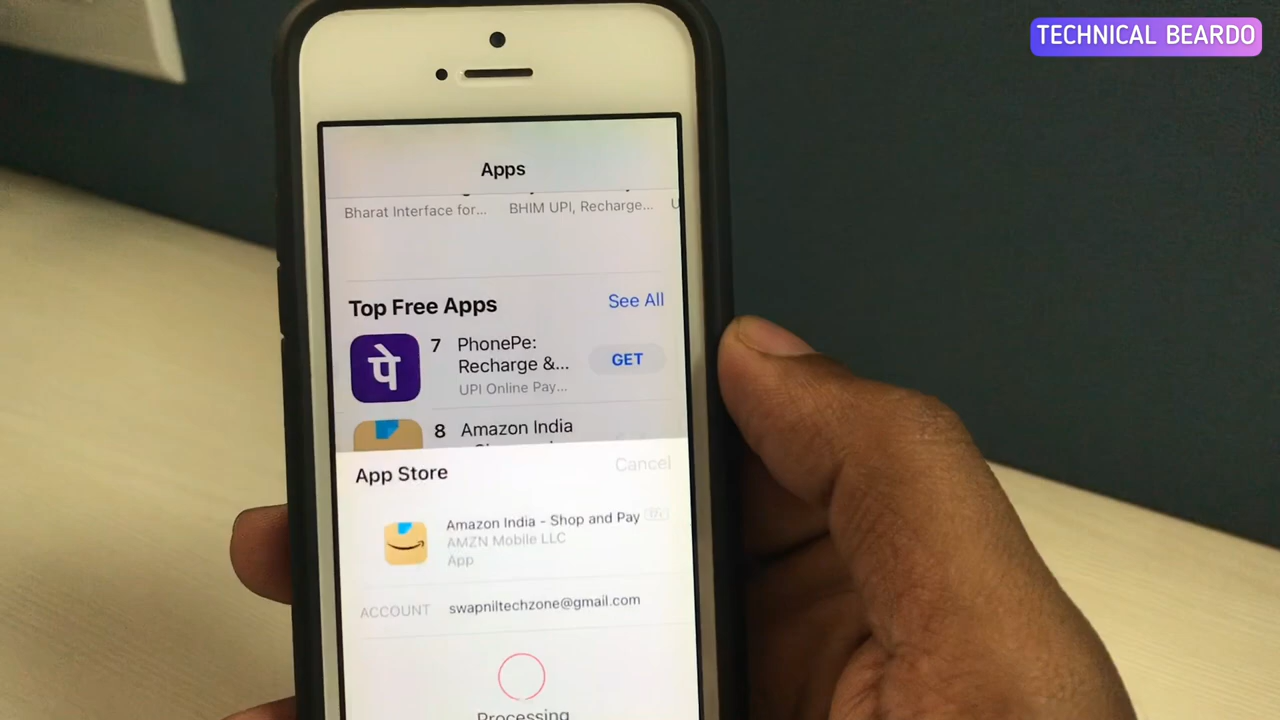 TECHNICAL BEARDO
Apps
Bharat Interface for...
BHIM UPI, Recharge...
U
Top Free Apps
See All
पे
7
PhonePe:
Recharge &...
UPI Online Pay...
GET
8
Amazon India
App Store
Cancel
Amazon India - Shop and Pay
AMZN Mobile LLC
App
ACCOUNT
swapniltechzone@gmail.com
Processing